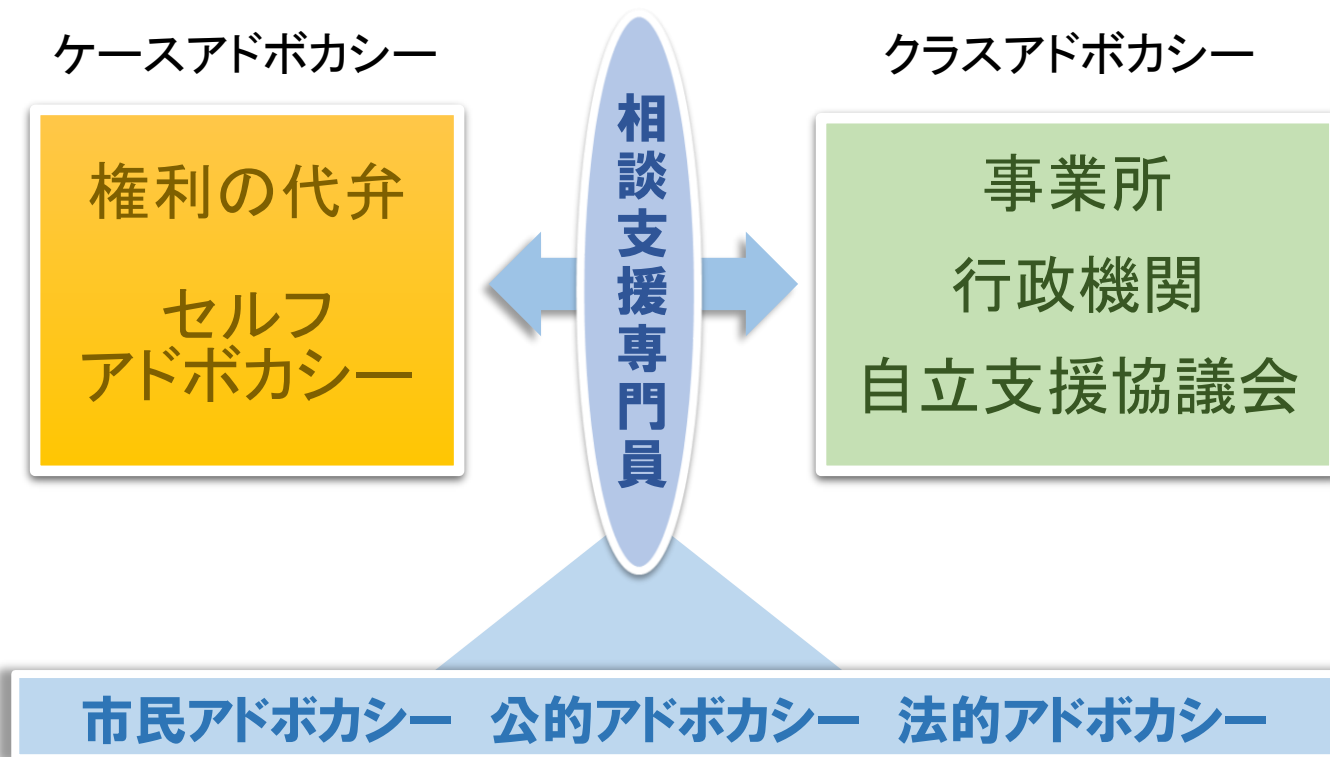 ケースアドボカシー
権利の代弁
セルフ
アドボカシー
相談支援専門員
クラスアドボカシー
事業所
行政機関
自立支援協議会
市民アドボカシー 公的アドボカシー 法的アドボカシー